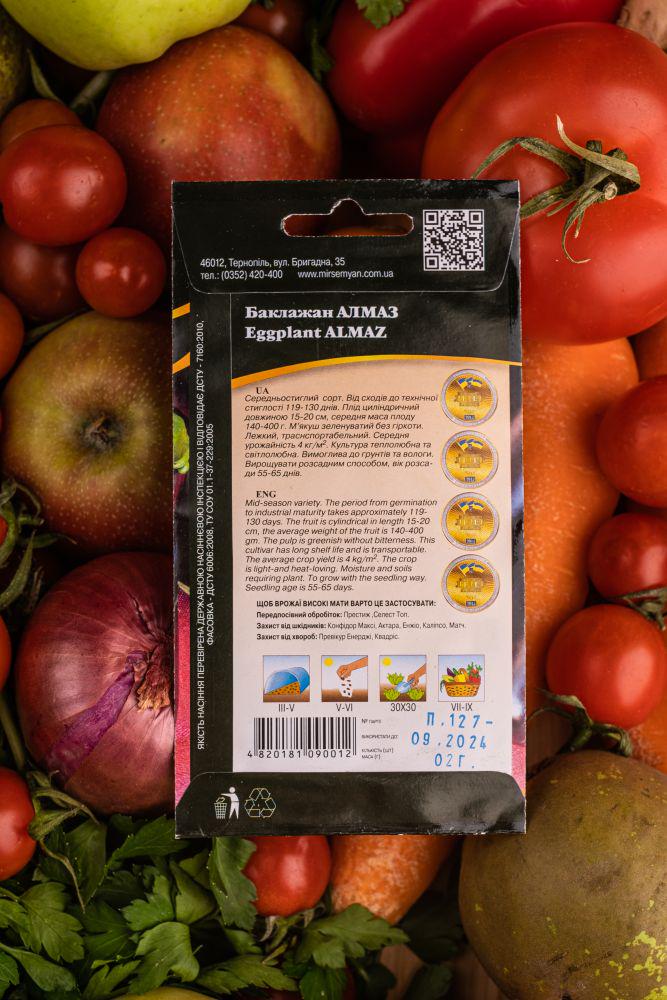 46012, Тернопіль, вул. Бригадна, 35
тел.: (0352) 420-400 www.mirsemyan.com.ua
Баклажан АЛМАЗ
Eggplant ALMAZ
UA
Середньостиглий сорт. Від сходів до технічної
стиглості 119-130 днів. Плід циліндричний
довжиною 15-20 см, середня маса плоду
140-400 г. М'якуш зеленуватий без гіркоти.
Лежкий, траснспортабельний. Середня
урожайність 4 кг/м². Культура теплолюбна та
світлолюбна. Вимоглива до грунтів та вологи.
Вирощувати розсадним способом, вік розса-
ди 55-65 днів.
ENG
Mid-season variety. The period from germination
to industrial maturity takes approximately 119-
130 days. The fruit is cylindrical in length 15-20
cm, the average weight of the fruit is 140-400
gm. The pulp is greenish without bitterness. This
cultivar has long shelf life and is transportable.
The average crop yield is 4 kg/m². The crop
is light-and heat-loving. Moisture and soils
requiring plant. To grow with the seedling way.
Seedling age is 55-65 days.
ЩОБ ВРОЖАЇ ВИСОКІ МАТИ ВАРТО ЦЕ ЗАСТОСУВАТИ:
Передпосівний обробіток: Престиж ,Селест Топ.
Захист від шкідників: Конфідор Максі, Актара, Енжіо, Каліпсо, Матч.
Захист від хвороб: Превікур Енерджі, Квадріс.
III-V V-VI 30X30 VII-IX
№ ПАРТІЇ П.127-
ВИКОРИСТАТИ ДО: 09.2024
КІЛЬКІСТЬ (ШТ)
МАСА (Г) 02г.
4 820181 090012
ЯКІСТЬ НАСІННЯ ПЕРЕВІРЕНА ДЕРЖАВНОЮ НАСІННЄВОЮ ІНСПЕКЦІЄЮ І ВІДПОВІДАЄ ДСТУ - 7160:2010,
ФАСОВКА - ДСТУ 6006:2008, ТУ СОУ 01.1-37-229:2005